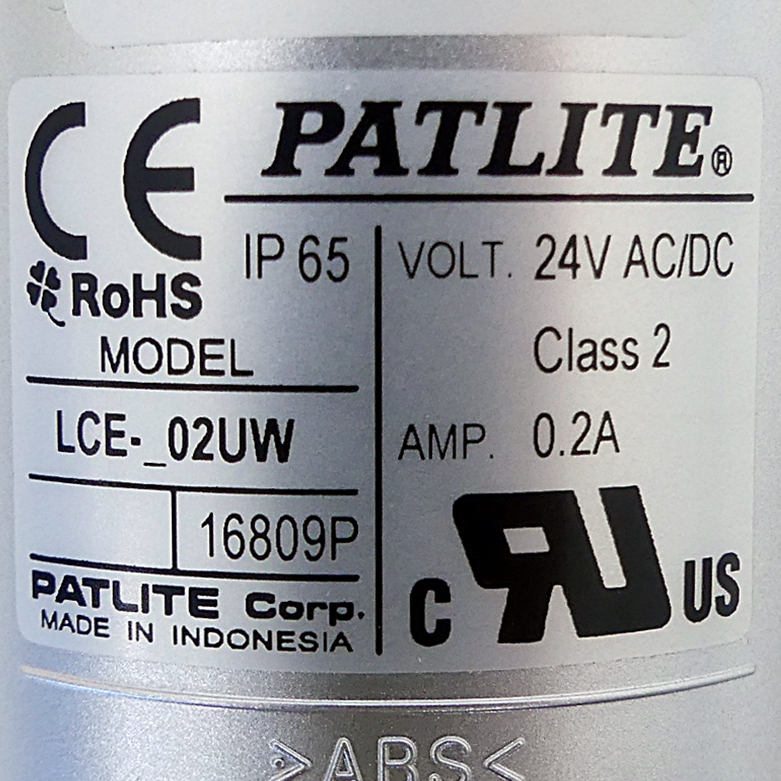 CE PATLITE®
IP 65
RoHS
MODEL
LCE-_02UW
16809P
PATLITE Corp.
MADE IN INDONESIA
VOLT. 24V AC/DC
Class 2
AMP. 0.2A
C RU US
>ABS<